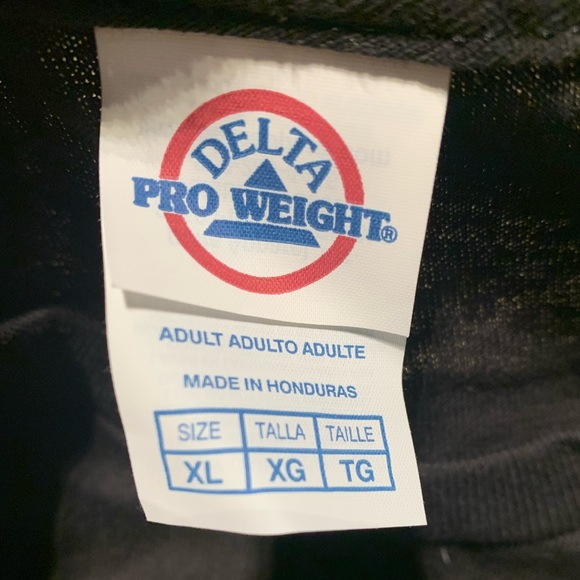 DELTA
PRO WEIGHT®
ADULT ADULTO ADULTE
MADE IN HONDURAS
SIZE TALLA TAILLE
XL XG TG